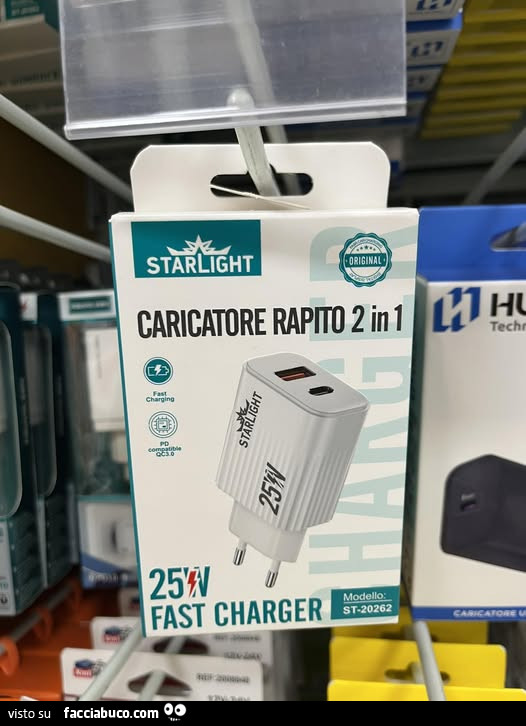 STARLIGHT
ORIGINAL
CARICATORE RAPITO 2 in 1
Fast
Charging
PD
compatible
QC3.0
CHARGER
STARLIGHT
25W
25W
FAST CHARGER
Modello:
ST-20262
HU
Techn
CARICATORE U
visto su facciabuco.com